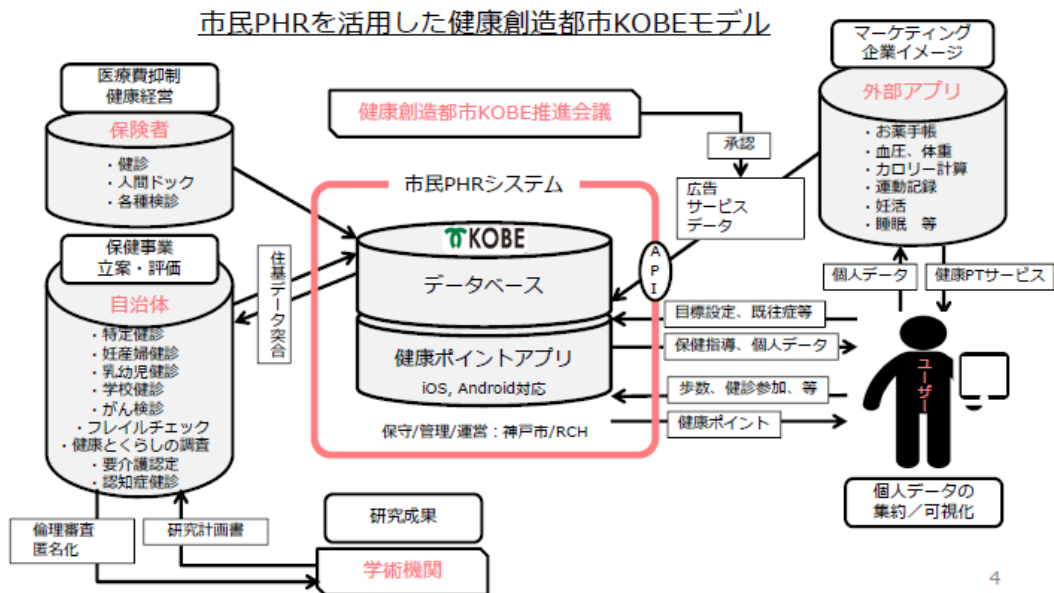 市民PHRを活用した健康創造都市KOBEモデル
医療費抑制
健康経営
保険者
・健診
・人間ドック
・各種検診
保健事業
立案・評価
自治体
・特定健診
・妊産婦健診
・乳幼児健診
・学校健診
・がん検診
・フレイルチェック
・健康とくらしの調査
・要介護認定
・認知症健診
倫理審査
匿名化
研究計画書
研究成果
学術機関
住基データ突合
健康創造都市KOBE推進会議
承認
広告
サービス
データ
市民PHRシステム
KOBE
データベース
健康ポイントアプリ
iOS, Android対応
保守/管理/運営：神戸市/RCH
API
マーケティング
企業イメージ
外部アプリ
・お薬手帳
・血圧、体重
・カロリー計算
・運動記録
・妊活
・睡眠　等
個人データ
健康PTサービス
目標設定、既往症等
保健指導、個人データ
歩数、健診参加、等
健康ポイント
ユーザー
個人データの
集約／可視化
4